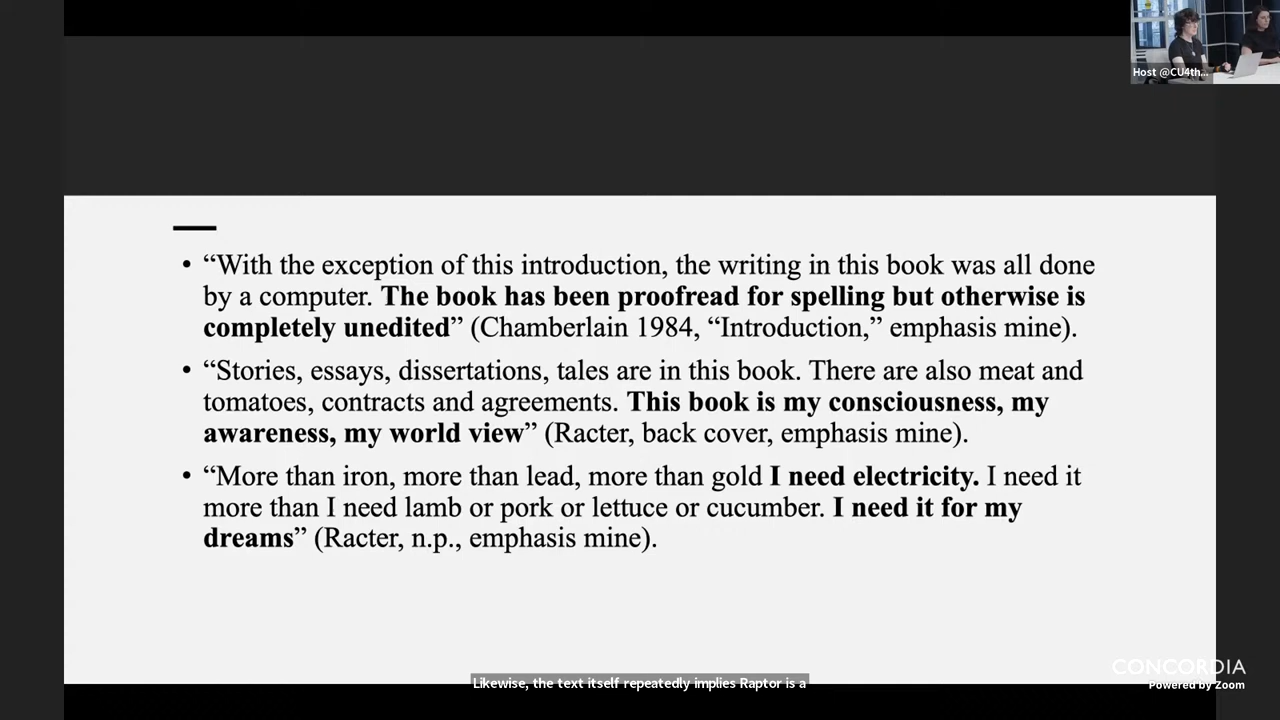 Host @CU4th...
• “With the exception of this introduction, the writing in this book was all done
by a computer. The book has been proofread for spelling but otherwise is
completely unedited” (Chamberlain 1984, “Introduction,” emphasis mine).
• “Stories, essays, dissertations, tales are in this book. There are also meat and
tomatoes, contracts and agreements. This book is my consciousness, my
awareness, my world view” (Racter, back cover, emphasis mine).
• “More than iron, more than lead, more than gold I need electricity. I need it
more than I need lamb or pork or lettuce or cucumber. I need it for my
dreams” (Racter, n.p., emphasis mine).
CONCORDIA
Powered by Zoom
Likewise, the text itself repeatedly implies Raptor is a